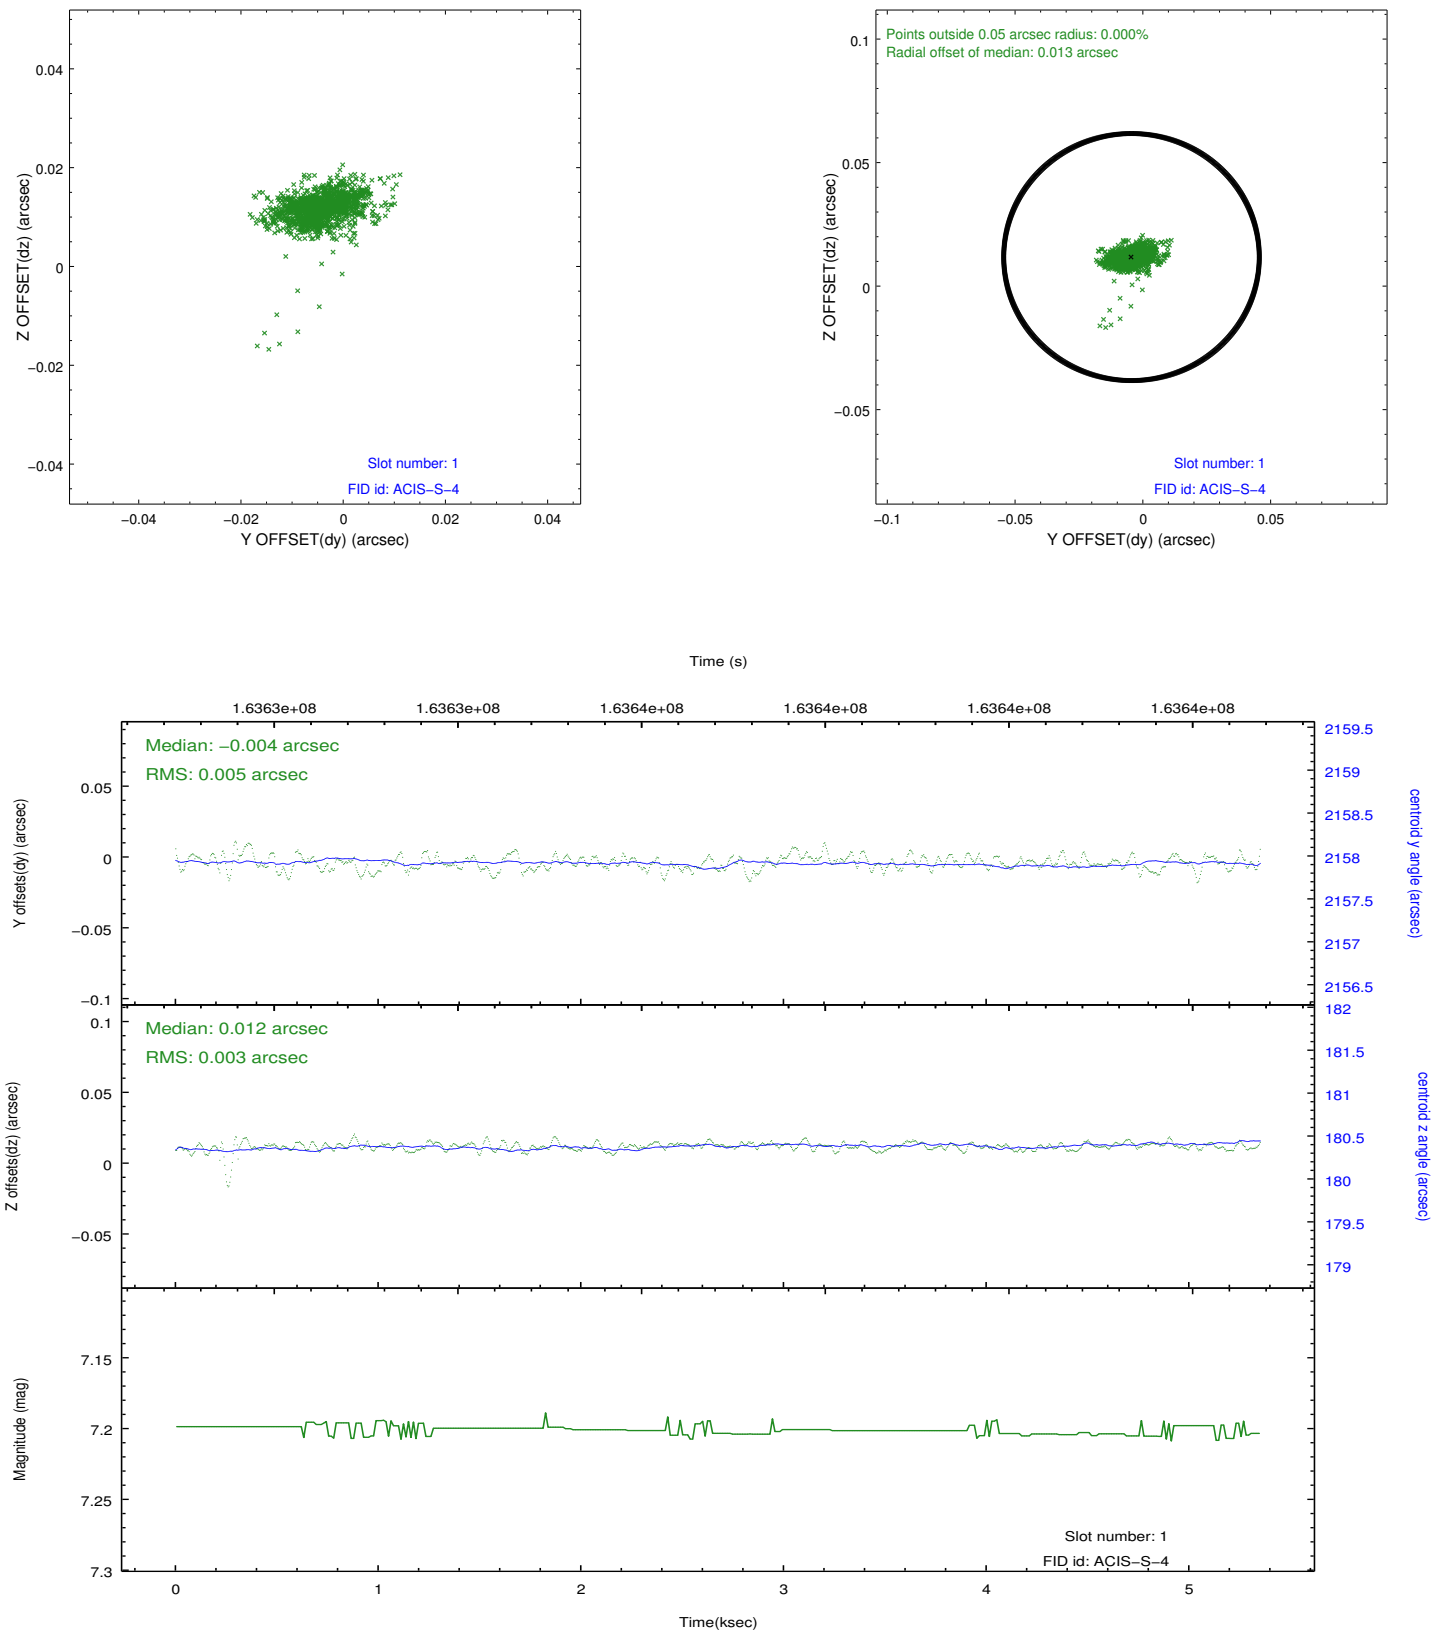 0.04
0.02
0
−0.02
−0.04
Z OFFSET(dz) (arcsec)
Slot number: 1
FID id: ACIS−S−4
−0.04
−0.02
0
0.02
0.04
Y OFFSET(dy) (arcsec)
Points outside 0.05 arcsec radius: 0.000%
Radial offset of median: 0.013 arcsec
0.1
0.05
0
−0.05
Z OFFSET(dz) (arcsec)
Slot number: 1
FID id: ACIS−S−4
−0.1
−0.05
0
0.05
Y OFFSET(dy) (arcsec)
Time (s)
1.6363e+08
1.6363e+08
1.6364e+08
1.6364e+08
1.6364e+08
1.6364e+08
Median: −0.004 arcsec
RMS: 0.005 arcsec
0.05
0
−0.05
−0.1
Y offsets(dy) (arcsec)
2159.5
2159
2158.5
2158
2157.5
2157
2156.5
centroid y angle (arcsec)
Median: 0.012 arcsec
RMS: 0.003 arcsec
0.1
0.05
0
−0.05
Z offsets(dz) (arcsec)
182
181.5
181
180.5
180
179.5
179
centroid z angle (arcsec)
7.15
7.2
7.25
7.3
Magnitude (mag)
Slot number: 1
FID id: ACIS−S−4
0
1
2
3
4
5
Time(ksec)